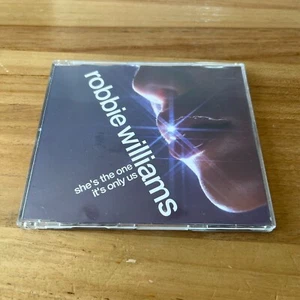 robbie williams
she's the one
it's only us